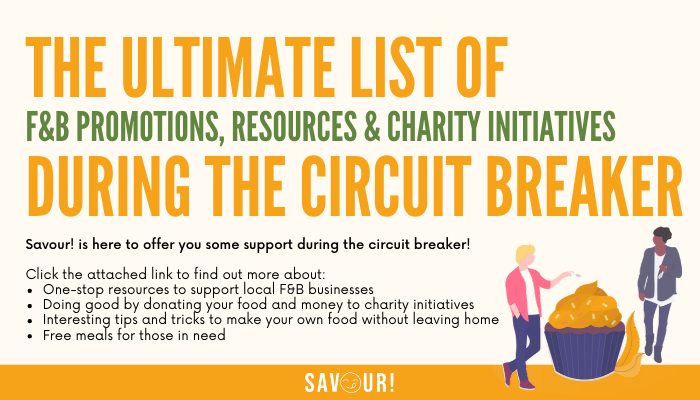 THE ULTIMATE LIST OF
F&B PROMOTIONS, RESOURCES & CHARITY INITIATIVES
DURING THE CIRCUIT BREAKER
Savour! is here to offer you some support during the circuit breaker!
Click the attached link to find out more about:
• One-stop resources to support local F&B businesses
• Doing good by donating your food and money to charity initiatives
• Interesting tips and tricks to make your own food without leaving home
• Free meals for those in need
SAVOUR!